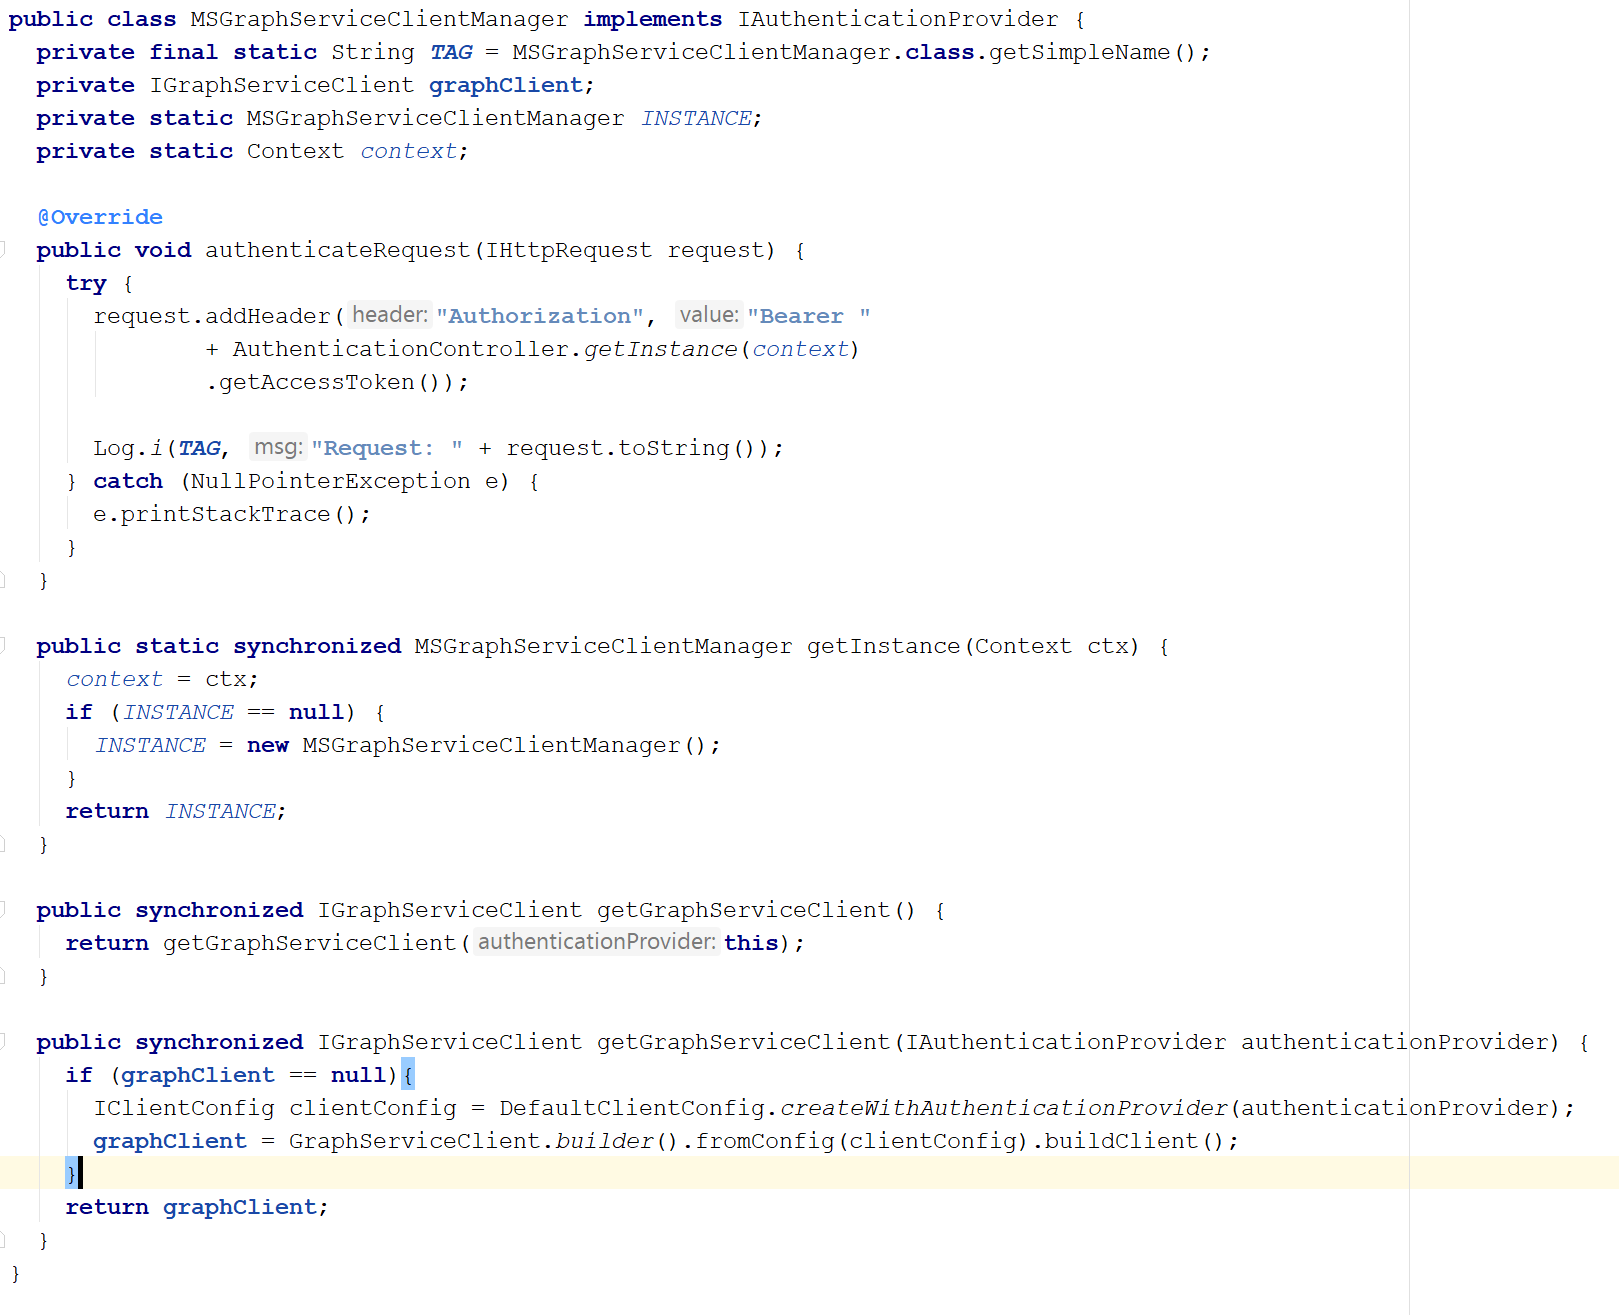 public class MSGraphServiceClientManager implements IAuthenticationProvider {
  private final static String TAG = MSGraphServiceClientManager.class.getSimpleName();
  private IGraphServiceClient graphClient;
  private static MSGraphServiceClientManager INSTANCE;
  private static Context context;

  @Override
  public void authenticateRequest(IHttpRequest request) {
    try {
      request.addHeader( header: "Authorization", value: "Bearer "
              + AuthenticationController.getInstance(context)
              .getAccessToken());

      Log.i(TAG, msg: "Request: " + request.toString());
    } catch (NullPointerException e) {
      e.printStackTrace();
    }
  }

  public static synchronized MSGraphServiceClientManager getInstance(Context ctx) {
    context = ctx;
    if (INSTANCE == null) {
      INSTANCE = new MSGraphServiceClientManager();
    }
    return INSTANCE;
  }

  public synchronized IGraphServiceClient getGraphServiceClient() {
    return getGraphServiceClient( authenticationProvider: this);
  }

  public synchronized IGraphServiceClient getGraphServiceClient(IAuthenticationProvider authenticationProvider) {
    if (graphClient == null){
      IClientConfig clientConfig = DefaultClientConfig.createWithAuthenticationProvider(authenticationProvider);
      graphClient = GraphServiceClient.builder().fromConfig(clientConfig).buildClient();
    }
    return graphClient;
  }
}